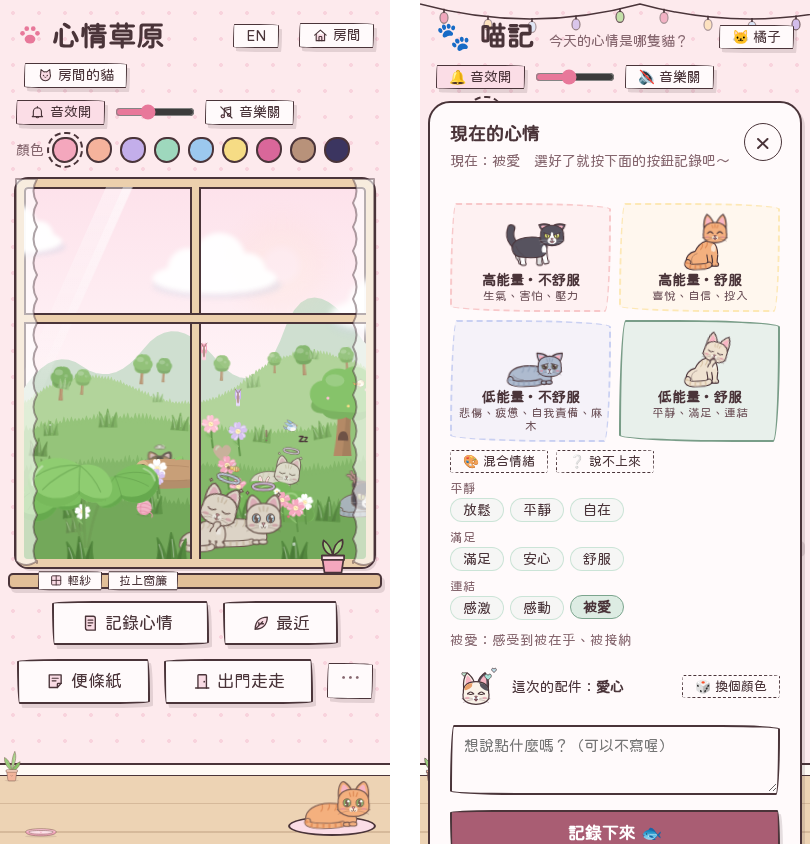 心情草原
EN
房間
房間的貓
音效開
音樂關
顏色
zz
輕紗
拉上窗簾
記錄心情
最近
便條紙
出門走走
...
喵記
今天的心情是哪隻貓？
橘子
音效開
音樂關
現在的心情
現在：被愛 選好了就按下面的按鈕記錄吧～
高能量・不舒服
生氣、害怕、壓力
高能量・舒服
喜悅、自信、投入
低能量・不舒服
悲傷、疲憊、自我責備、麻
木
低能量・舒服
平靜、滿足、連結
混合情緒
說不上來
平靜
放鬆 平靜 自在
滿足
滿足 安心 舒服
連結
感激 感動 被愛
被愛：感受到被在乎、被接納
這次的配件：愛心
換個顏色
想說點什麼嗎？（可以不寫喔）
記錄下來